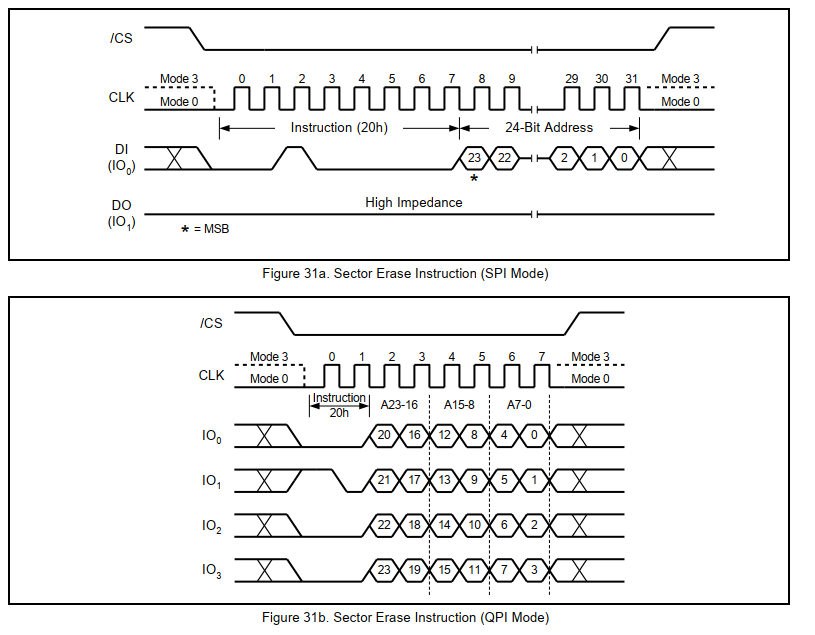 /CS
Mode 3 0 1 2 3 4 5 6 7 8 9 29 30 31 Mode 3
CLK
Mode 0 Mode 0
Instruction (20h) 24-Bit Address
DI
(IO0)
23 22 2 1 0
*
DO
(IO1)
High Impedance
* = MSB
Figure 31a. Sector Erase Instruction (SPI Mode)
/CS
Mode 3 0 1 2 3 4 5 6 7 Mode 3
CLK
Mode 0 Mode 0
Instruction
20h
A23-16 A15-8 A7-0
IO0 20 16 12 8 4 0
IO1 21 17 13 9 5 1
IO2 22 18 14 10 6 2
IO3 23 19 15 11 7 3
Figure 31b. Sector Erase Instruction (QPI Mode)